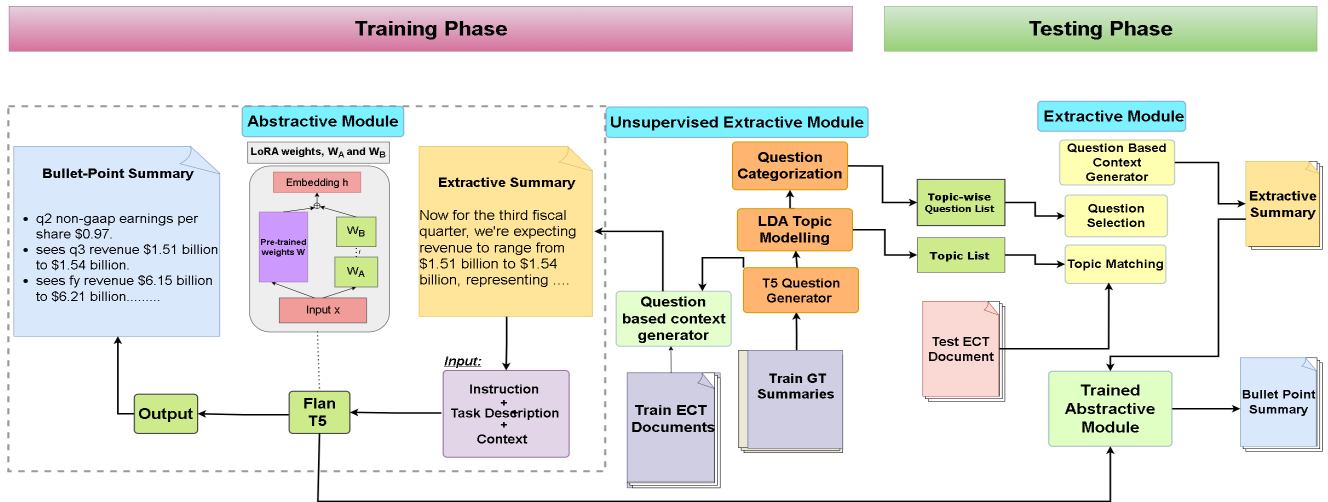 Training Phase
Testing Phase
Abstractive Module
Unsupervised Extractive Module
Extractive Module
Bullet-Point Summary
• q2 non-gaap earnings per
share $0.97.
• sees q3 revenue $1.51 billion
to $1.54 billion.
• sees fy revenue $6.15 billion
to $6.21 billion.........
LoRA weights, WA and WB
Embedding h
Pre-trained
weights W
WB
WA
Input x
Extractive Summary
Now for the third fiscal
quarter, we're expecting
revenue to range from
$1.51 billion to $1.54
billion, representing ....
Input:
Instruction
+
Task Description
+
Context
Flan
T5
Output
Question
Categorization
LDA Topic
Modelling
T5 Question
Generator
Question
based context
generator
Train ECT
Documents
Train GT
Summaries
Topic-wise
Question List
Topic List
Question Based
Context
Generator
Question
Selection
Topic Matching
Extractive
Summary
Test ECT
Document
Trained
Abstractive
Module
Bullet Point
Summary